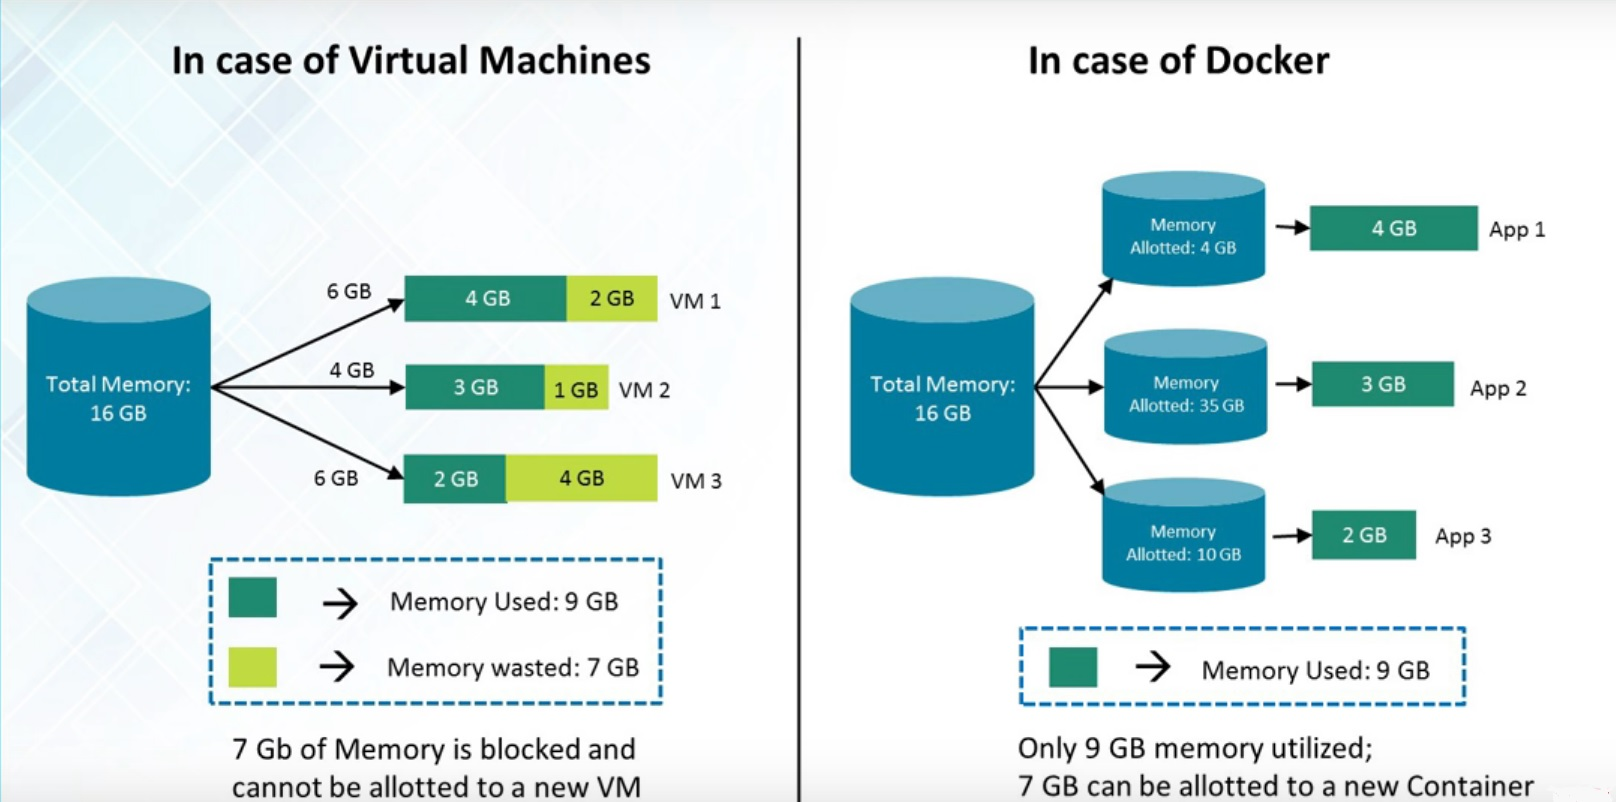 In case of Virtual Machines
Total Memory:
16 GB
6 GB
4 GB
2 GB
VM 1
4 GB
3 GB
1 GB
VM 2
6 GB
2 GB
4 GB
VM 3
→ Memory Used: 9 GB
→ Memory wasted: 7 GB
7 Gb of Memory is blocked and
cannot be allotted to a new VM
In case of Docker
Total Memory:
16 GB
Memory
Allotted: 4 GB
4 GB
App 1
Memory
Allotted: 35 GB
3 GB
App 2
Memory
Allotted: 10 GB
2 GB
App 3
→ Memory Used: 9 GB
Only 9 GB memory utilized;
7 GB can be allotted to a new Container